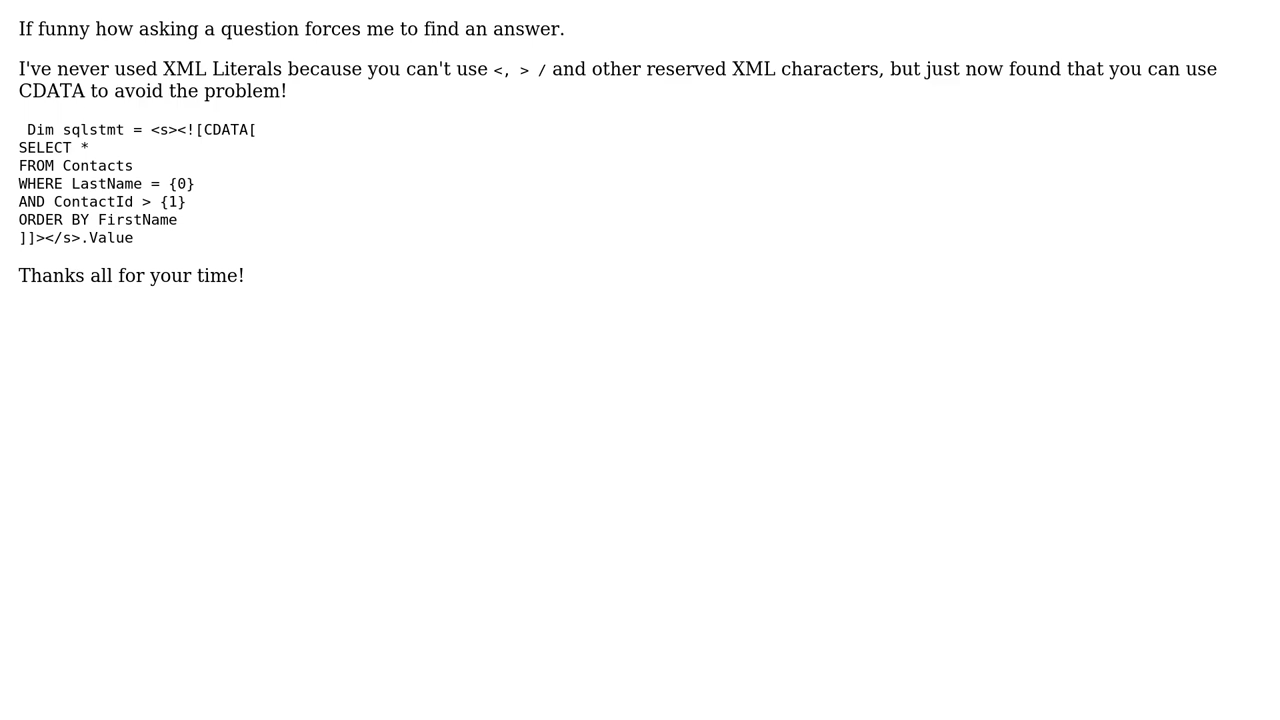 If funny how asking a question forces me to find an answer.
I've never used XML Literals because you can't use <, > / and other reserved XML characters, but just now found that you can use
CDATA to avoid the problem!
Dim sqlstmt = <s><![CDATA[
SELECT *
FROM Contacts
WHERE LastName = {0}
AND ContactId > {1}
ORDER BY FirstName
]]></s>.Value
Thanks all for your time!